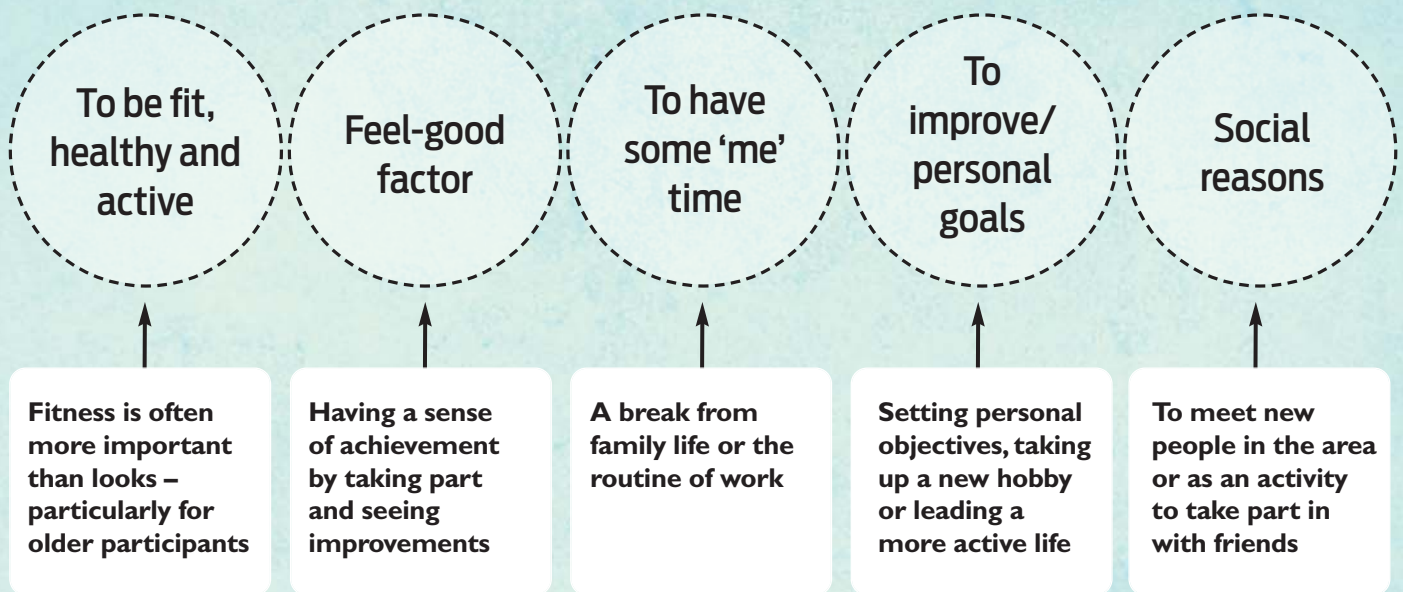 To be fit,
healthy and
active
Feel-good
factor
To have
some ‘me’
time
To
improve/
personal
goals
Social
reasons
Fitness is often
more important
than looks –
particularly for
older participants
Having a sense
of achievement
by taking part
and seeing
improvements
A break from
family life or the
routine of work
Setting personal
objectives, taking
up a new hobby
or leading a
more active life
To meet new
people in the area
or as an activity
to take part in
with friends